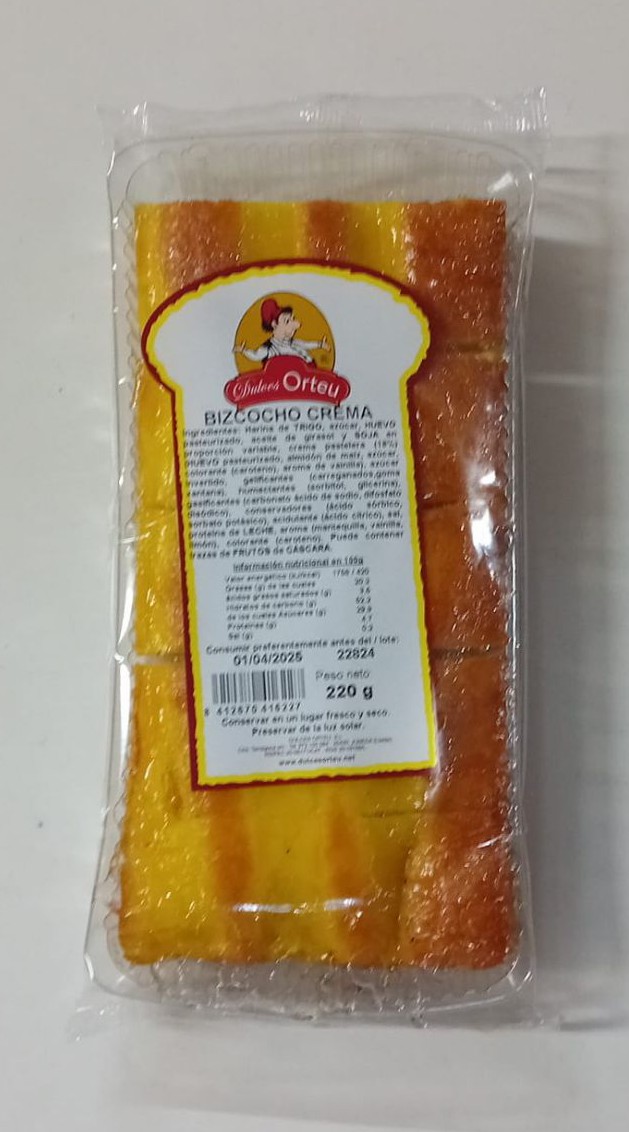 Dulces Orteu
BIZCOCHO CREMA
Ingredientes: Harina de TRIGO, azúcar, HUEVO
pasteurizado, aceite de girasol y SOJA en
proporción variable, crema pastelera (18%)
HUEVO pasteurizado, almidón de maíz, azúcar
colorante (caroteno), aroma de vainilla), azúcar
invertido, gelificantes (carragenados,goma
xantana), humectantes (sorbitol, glicerina),
gasificantes (carbonato ácido de sodio, difosfato
disódico), conservadores (ácido sórbico,
sorbato potásico), acidulante (ácido cítrico), sal,
proteína de LECHE, aroma (mantequilla, vainilla,
limón), colorante (caroteno). Puede contener
trazas de FRUTOS de CÁSCARA.
Información nutricional en 100g
Valor energético (kJ/kcal)
Grasas (g) de las cuales 20,2
ácidos grasos saturados (g)
Hidratos de carbono (g)
de los cuales Azúcares (g)
Proteínas (g)
Sal (g)
Consumir preferentemente antes del / lote:
01/04/2025 22824
Peso neto
220 g
8 412675 415227
Conservar en un lugar fresco y seco.
Preservar de la luz solar.
www.dulcesorteu.net